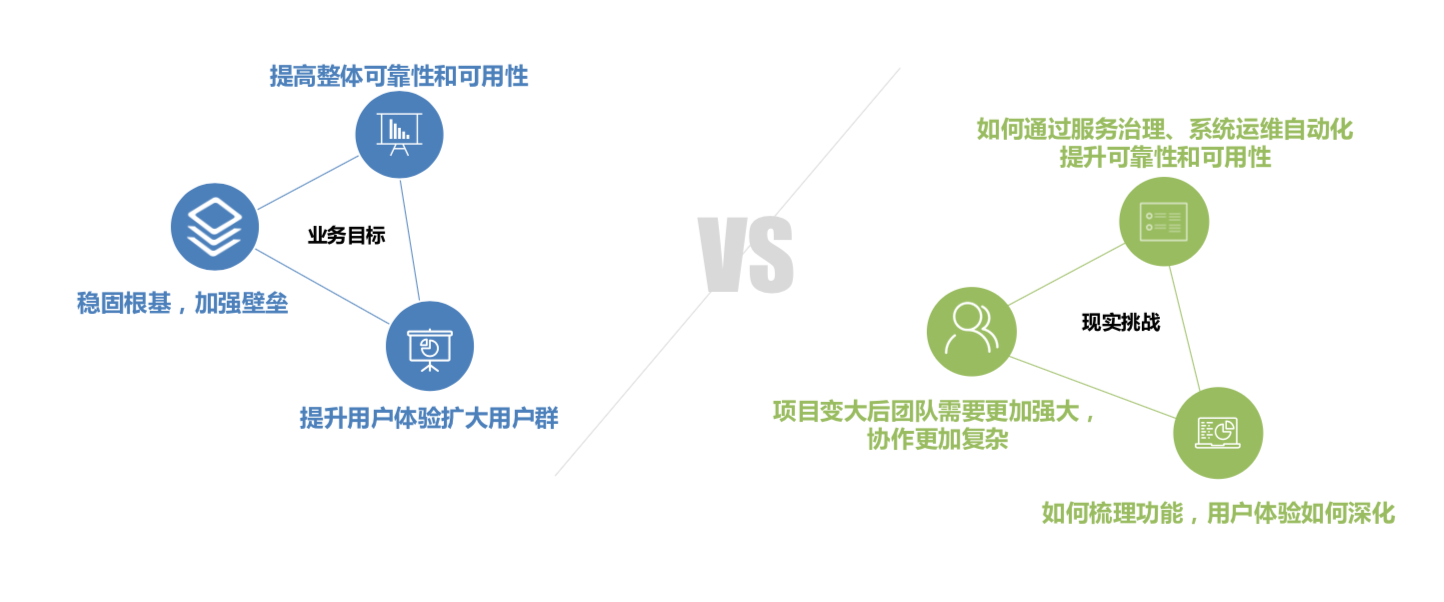 提高整体可靠性和可用性
业务目标
稳固根基，加强壁垒
提升用户体验扩大用户群
VS
如何通过服务治理、系统运维自动化
提升可靠性和可用性
现实挑战
项目变大后团队需要更加强大，
协作更加复杂
如何梳理功能，用户体验如何深化